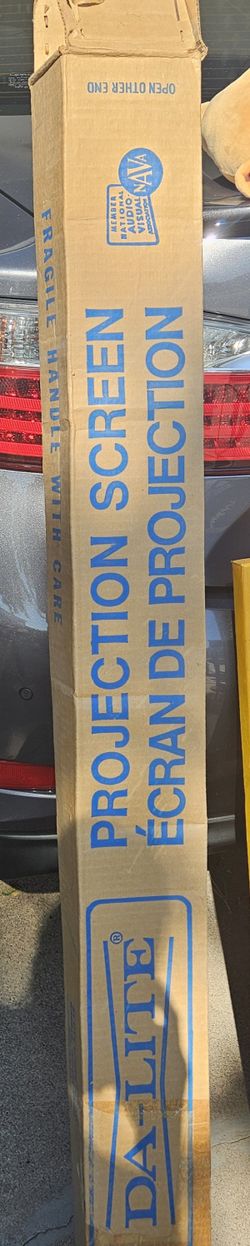 OPEN OTHER END
MEMBER
NATIONAL
AUDIO
VISUAL
ASSOCIATION
NAVA
FRAGILE HANDLE WITH CARE
PROJECTION SCREEN
ÉCRAN DE PROJECTION
DA-LITE®